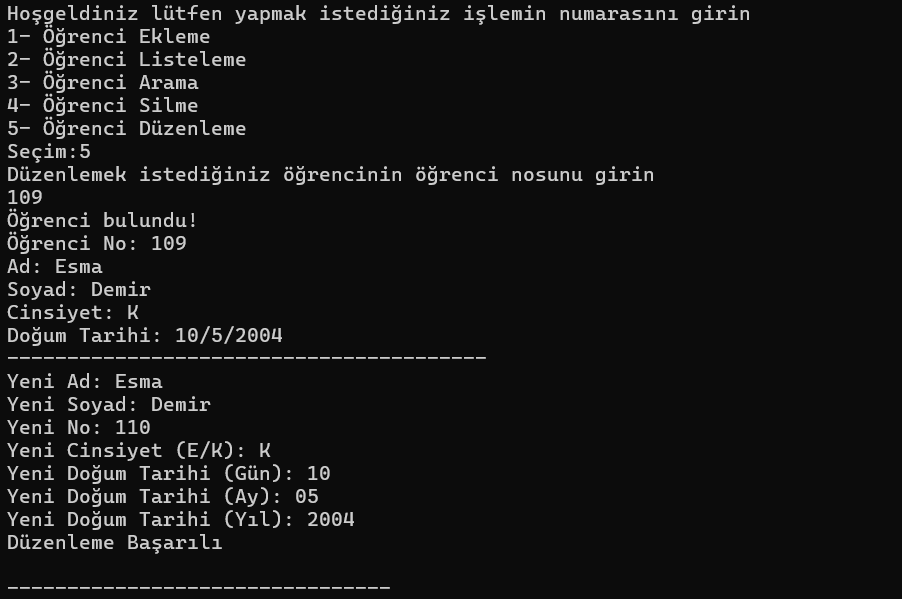 Hoşgeldiniz lütfen yapmak istediğiniz işlemin numarasını girin
1- Öğrenci Ekleme
2- Öğrenci Listeleme
3- Öğrenci Arama
4- Öğrenci Silme
5- Öğrenci Düzenleme
Seçim:5
Düzenlemek istediğiniz öğrencinin öğrenci nosunu girin
109
Öğrenci bulundu!
Öğrenci No: 109
Ad: Esma
Soyad: Demir
Cinsiyet: K
Doğum Tarihi: 10/5/2004
----------------------------------------
Yeni Ad: Esma
Yeni Soyad: Demir
Yeni No: 110
Yeni Cinsiyet (E/K): K
Yeni Doğum Tarihi (Gün): 10
Yeni Doğum Tarihi (Ay): 05
Yeni Doğum Tarihi (Yıl): 2004
Düzenleme Başarılı
--------------------------------